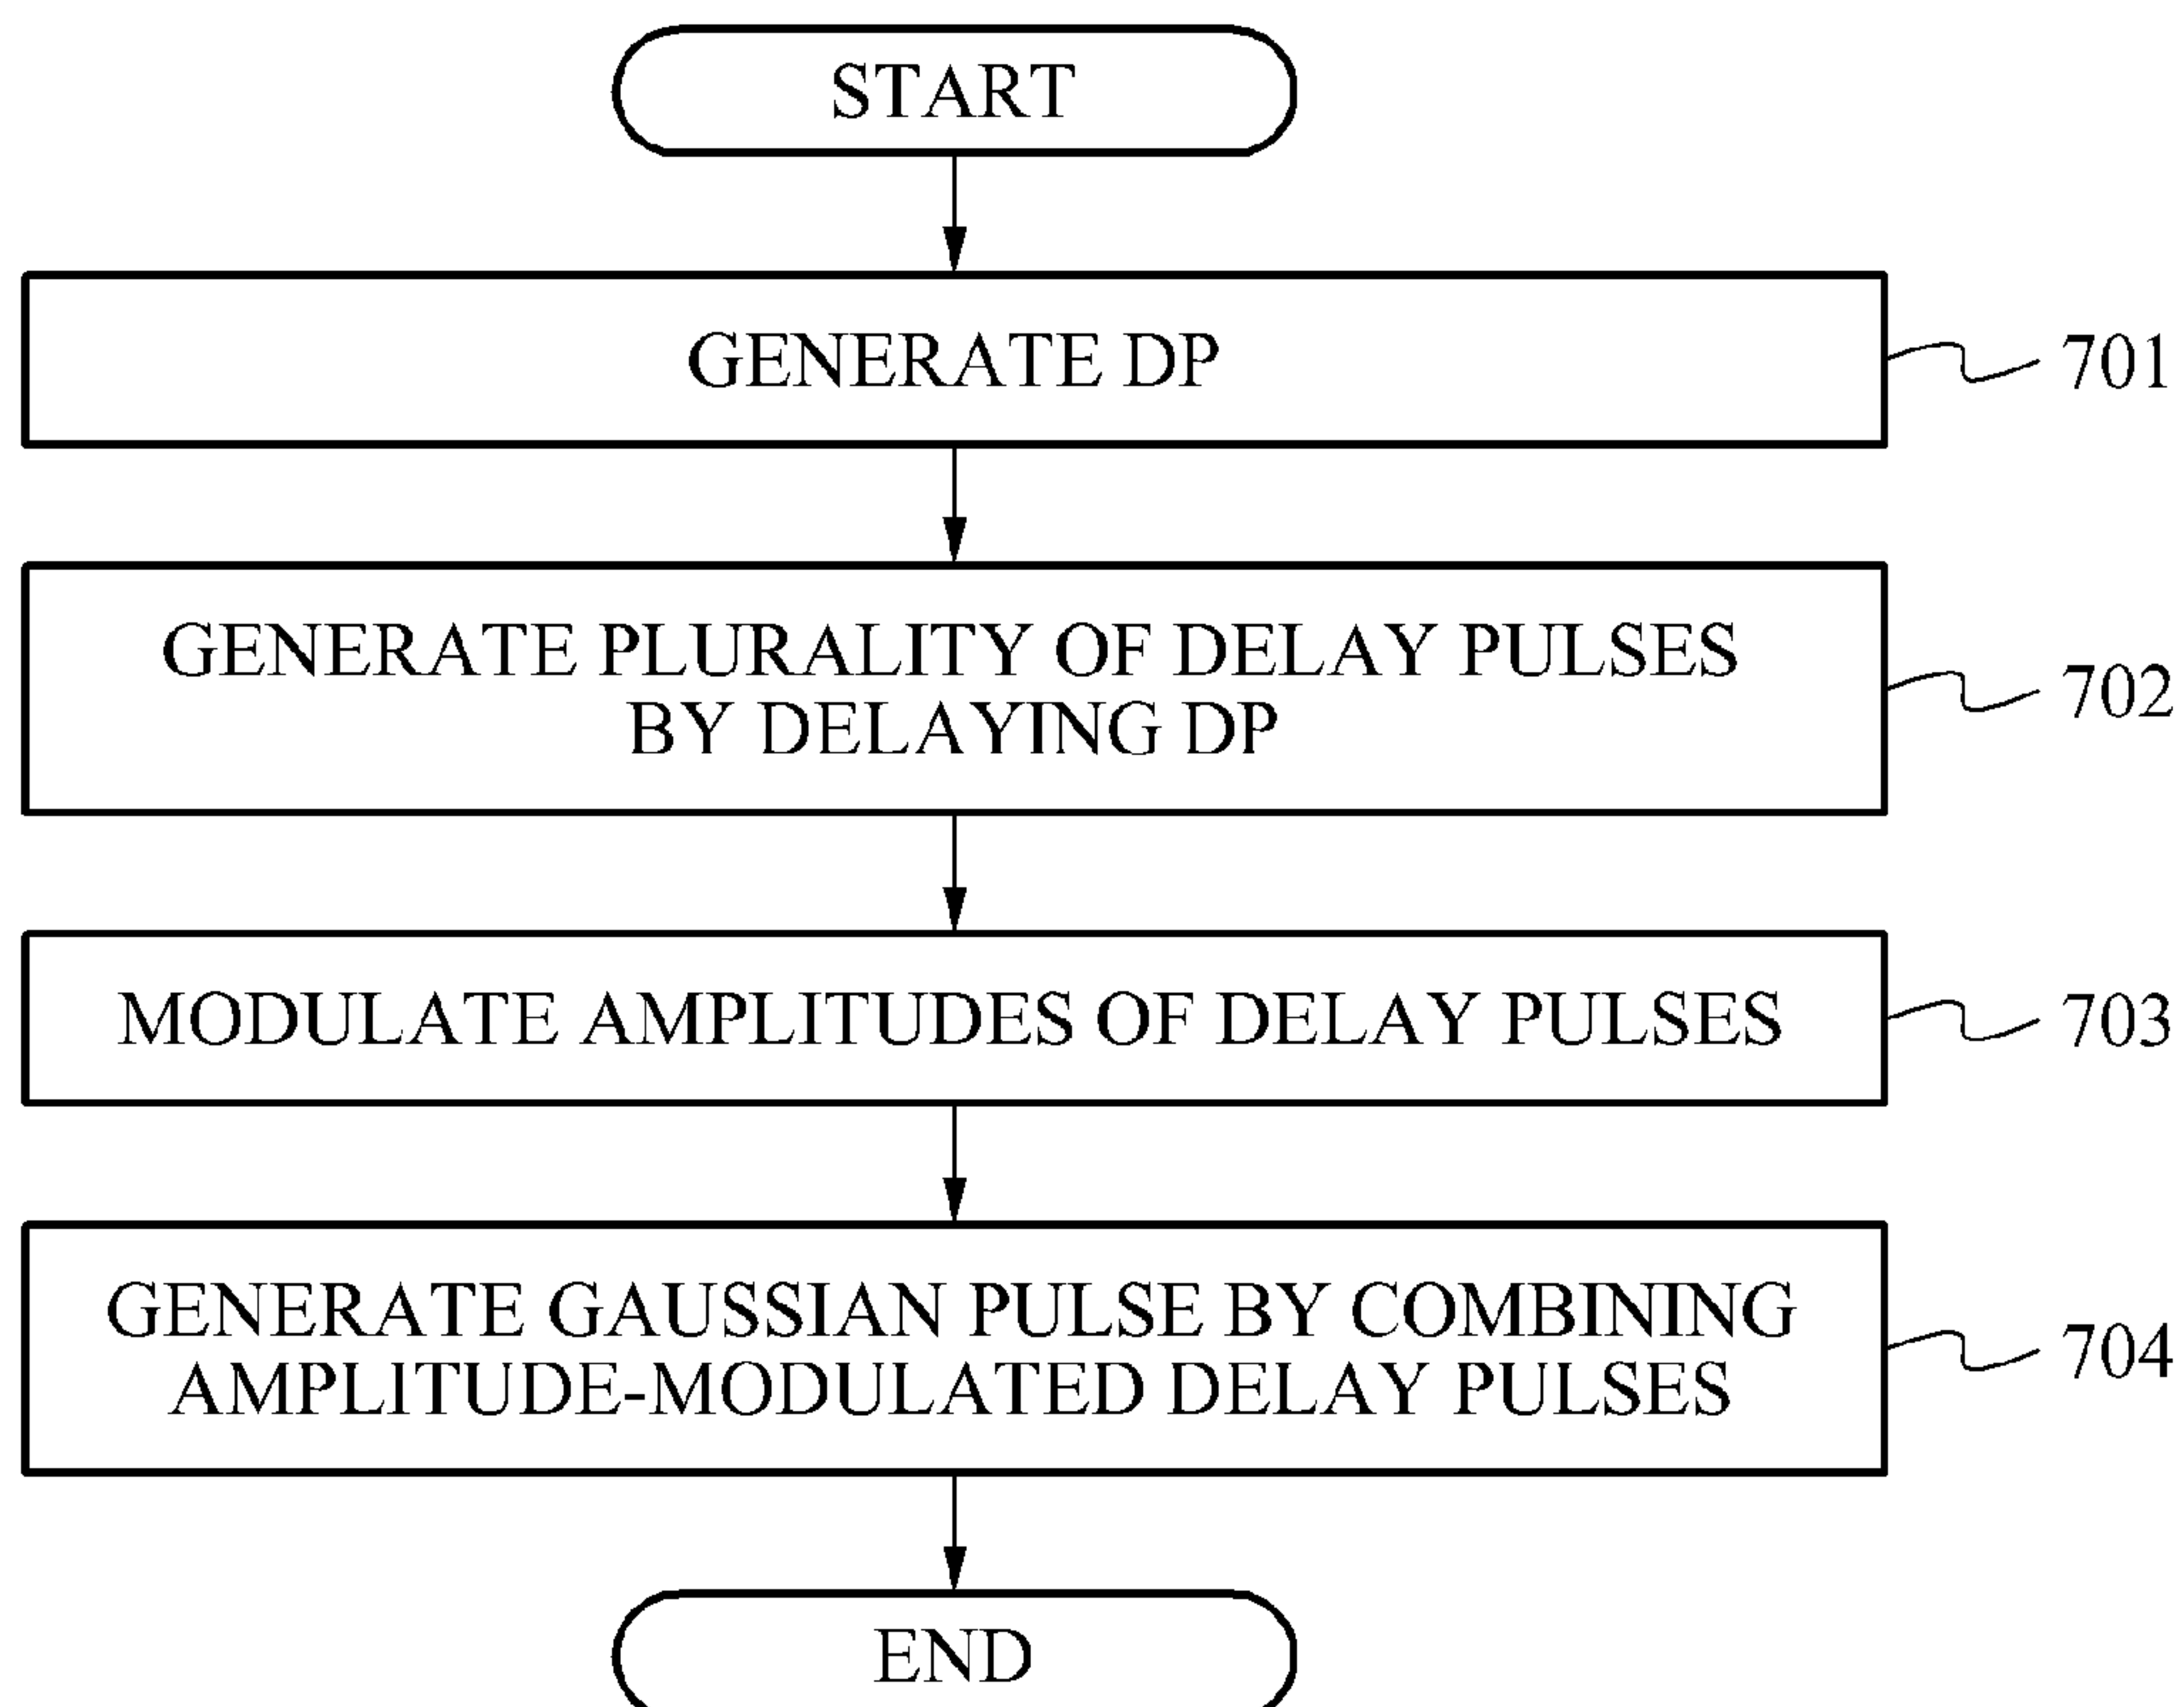 START
GENERATE DP
701
GENERATE PLURALITY OF DELAY PULSES
BY DELAYING DP
702
MODULATE AMPLITUDES OF DELAY PULSES
703
GENERATE GAUSSIAN PULSE BY COMBINING
AMPLITUDE-MODULATED DELAY PULSES
704
END